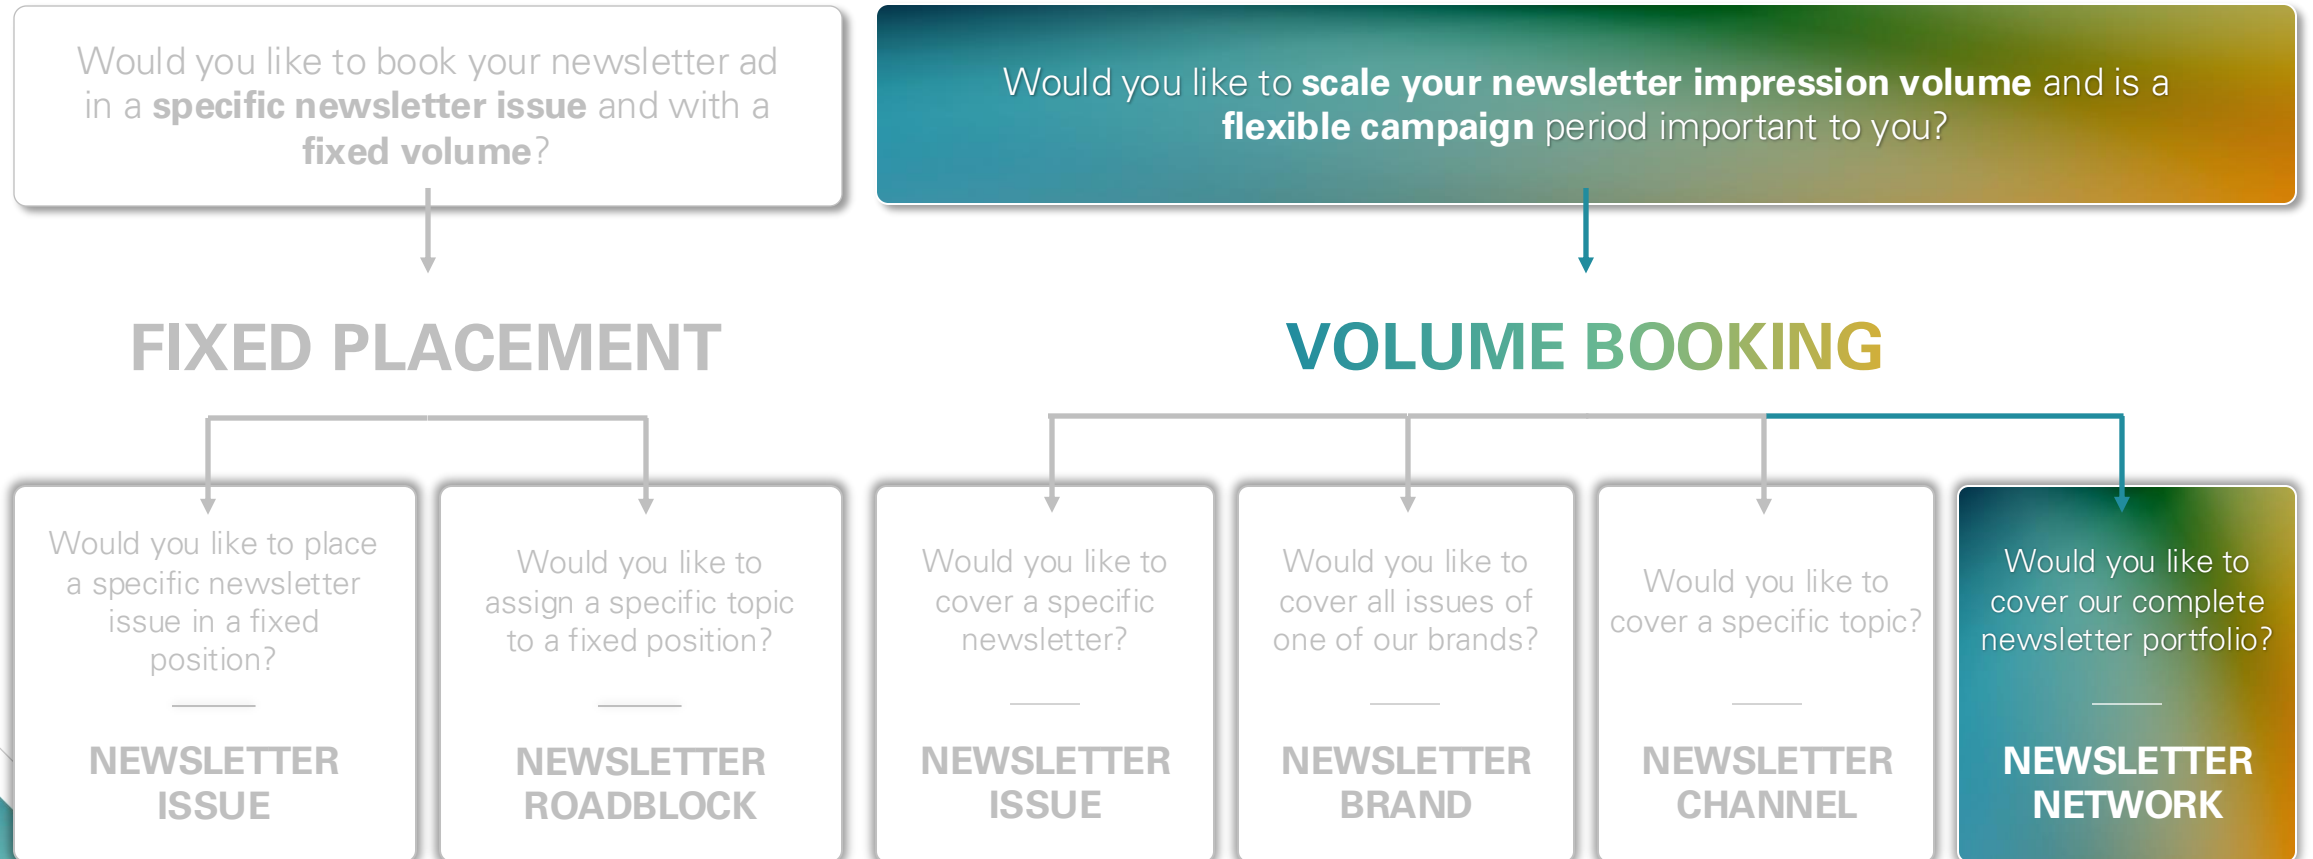 Would you like to book your newsletter ad
in a specific newsletter issue and with a
fixed volume?
Would you like to scale your newsletter impression volume and is a
flexible campaign period important to you?
FIXED PLACEMENT
VOLUME BOOKING
Would you like to place
a specific newsletter
issue in a fixed
position?
NEWSLETTER
ISSUE
Would you like to
assign a specific topic
to a fixed position?
NEWSLETTER
ROADBLOCK
Would you like to
cover a specific
newsletter?
NEWSLETTER
ISSUE
Would you like to
cover all issues of
one of our brands?
NEWSLETTER
BRAND
Would you like to
cover a specific topic?
NEWSLETTER
CHANNEL
Would you like to
cover our complete
newsletter portfolio?
NEWSLETTER
NETWORK